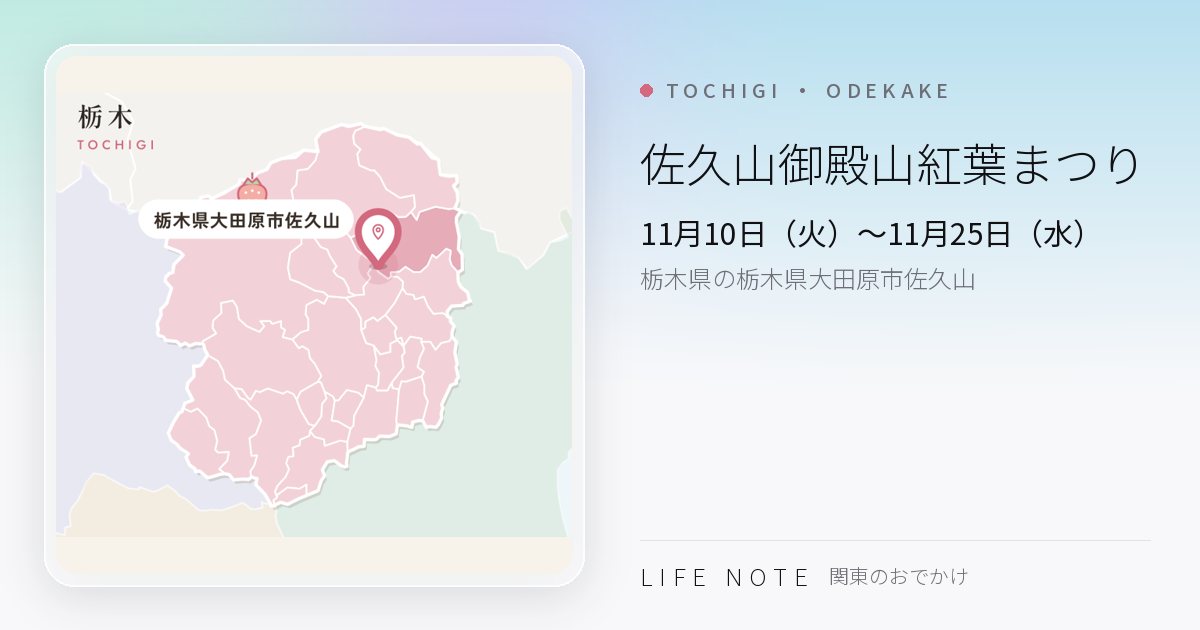 栃木
TOCHIGI
栃木県大田原市佐久山
TOCHIGI • ODEKAKE
佐久山御殿山紅葉まつり
11月10日（火）〜11月25日（水）
栃木県の栃木県大田原市佐久山
LIFE NOTE 関東のおでかけ